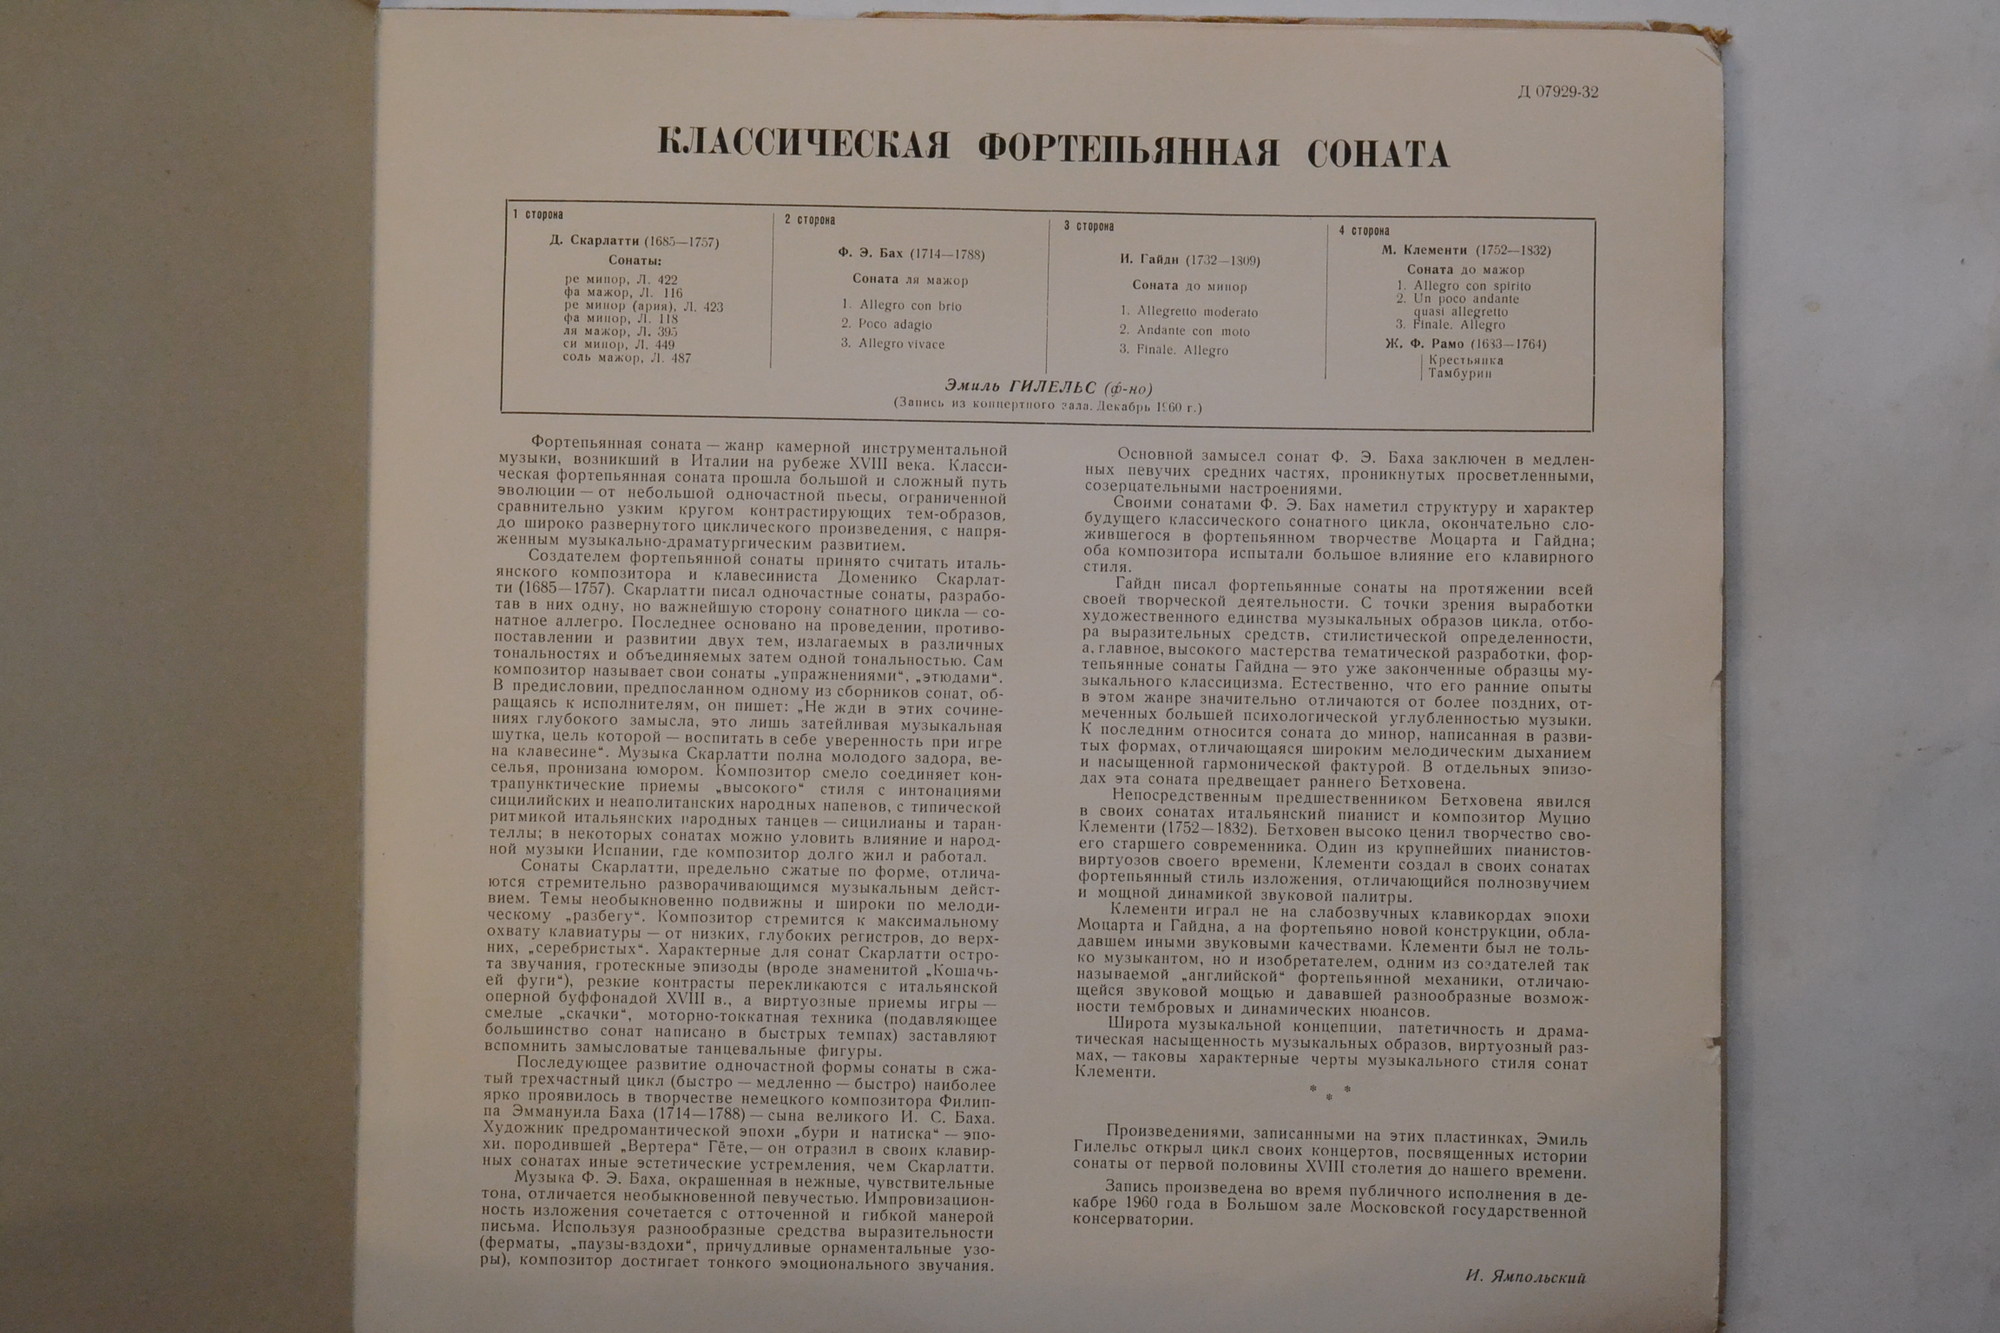 Д 07929-32
КЛАССИЧЕСКАЯ ФОРТЕПЬЯННАЯ СОНАТА
1 сторона
Д. Скарлатти (1685—1757)
Сонаты:
ре минор, Л. 422
фа мажор, Л. 116
ре минор (ария), Л. 423
фа минор, Л. 118
ля мажор, Л. 395
си минор, Л. 449
соль мажор, Л. 487
2 сторона
Ф. Э. Бах (1714—1788)
Соната ля мажор
1. Allegro con brio
2. Poco adagio
3. Allegro vivace
3 сторона
И. Гайдн (1732—1809)
Соната до минор
1. Allegretto moderato
2. Andante con moto
3. Finale. Allegro
4 сторона
М. Клементи (1752—1832)
Соната до мажор
1. Allegro con spirito
2. Un poco andante
quasi allegretto
3. Finale. Allegro
Ж. Ф. Рамо (1633—1764)
Крестьянка
Тамбурин
Эмиль ГИЛЕЛЬС (ф-но)
(Запись из концертного зала. Декабрь 1960 г.)
Фортепьянная соната — жанр камерной инструментальной
музыки, возникший в Италии на рубеже XVIII века. Класси-
ческая фортепьянная соната прошла большой и сложный путь
эволюции — от небольшой одночастной пьесы, ограниченной
сравнительно узким кругом контрастирующих тем-образов,
до широко развернутого циклического произведения, с напря-
женным музыкально-драматургическим развитием.
Создателем фортепьянной сонаты принято считать италь-
янского композитора и клавесиниста Доменико Скарлат-
ти (1685—1757). Скарлатти писал одночастные сонаты, разрабо-
тав в них одну, но важнейшую сторону сонатного цикла — со-
натное аллегро. Последнее основано на проведении, противо-
поставлении и развитии двух тем, излагаемых в различных
тональностях и объединяемых затем одной тональностью. Сам
композитор называет свои сонаты „упражнениями“, „этюдами“.
В предисловии, предпосланном одному из сборников сонат, об-
ращаясь к исполнителям, он пишет: „Не жди в этих сочине-
ниях глубокого замысла, это лишь затейливая музыкальная
шутка, цель которой — воспитать в себе уверенность при игре
на клавесине“. Музыка Скарлатти полна молодого задора, ве-
селья, пронизана юмором. Композитор смело соединяет кон-
трапунктические приемы „высокого“ стиля с интонациями
сицилийских и неаполитанских народных напевов, с типической
ритмикой итальянских народных танцев — сицилианы и таран-
теллы; в некоторых сонатах можно уловить влияние и народ-
ной музыки Испании, где композитор долго жил и работал.
Сонаты Скарлатти, предельно сжатые по форме, отлича-
ются стремительно разворачивающимся музыкальным дейст-
вием. Темы необыкновенно подвижны и широки по мелоди-
ческому „разбегу“. Композитор стремится к максимальному
охвату клавиатуры — от низких, глубоких регистров, до верх-
них, „серебристых“. Характерные для сонат Скарлатти остро-
та звучания, гротескные эпизоды (вроде знаменитой „Кошачь-
ей фуги“), резкие контрасты перекликаются с итальянской
оперной буффонадой XVIII в., а виртуозные приемы игры —
смелые „скачки“, моторно-токкатная техника (подавляющее
большинство сонат написано в быстрых темпах) заставляют
вспомнить замысловатые танцевальные фигуры.
Последующее развитие одночастной формы сонаты в сжа-
тый трехчастный цикл (быстро — медленно — быстро) наиболее
ярко проявилось в творчестве немецкого композитора Филип-
па Эммануила Баха (1714—1788) — сына великого И. С. Баха.
Художник предромантической эпохи „бури и натиска“ — эпо-
хи, породившей „Вертера“ Гёте, — он отразил в своих клавир-
ных сонатах иные эстетические устремления, чем Скарлатти.
Музыка Ф. Э. Баха, окрашенная в нежные, чувствительные
тона, отличается необыкновенной певучестью. Импровизацион-
ность изложения сочетается с отточенной и гибкой манерой
письма. Используя разнообразные средства выразительности
(ферматы, „паузы-вздохи“, причудливые орнаментальные узо-
ры), композитор достигает тонкого эмоционального звучания.
Основной замысел сонат Ф. Э. Баха заключен в медлен-
ных певучих средних частях, проникнутых просветленными,
созерцательными настроениями.
Своими сонатами Ф. Э. Бах наметил структуру и характер
будущего классического сонатного цикла, окончательно сло-
жившегося в фортепьянном творчестве Моцарта и Гайдна;
оба композитора испытали большое влияние его клавирного
стиля.
Гайдн писал фортепьянные сонаты на протяжении всей
своей творческой деятельности. С точки зрения выработки
художественного единства музыкальных образов цикла, отбо-
ра выразительных средств, стилистической определенности,
а, главное, высокого мастерства тематической разработки, фор-
тепьянные сонаты Гайдна — это уже законченные образцы му-
зыкального классицизма. Естественно, что его ранние опыты
в этом жанре значительно отличаются от более поздних, от-
меченных большей психологической углубленностью музыки.
К последним относится соната до минор, написанная в разви-
тых формах, отличающаяся широким мелодическим дыханием
и насыщенной гармонической фактурой. В отдельных эпизо-
дах эта соната предвещает раннего Бетховена.
Непосредственным предшественником Бетховена явился
в своих сонатах итальянский пианист и композитор Муцио
Клементи (1752—1832). Бетховен высоко ценил творчество сво-
его старшего современника. Один из крупнейших пианистов-
виртуозов своего времени, Клементи создал в своих сонатах
фортепьянный стиль изложения, отличающийся полнозвучием
и мощной динамикой звуковой палитры.
Клементи играл не на слабозвучных клавикордах эпохи
Моцарта и Гайдна, а на фортепьяно новой конструкции, обла-
давшем иными звуковыми качествами. Клементи был не толь-
ко музыкантом, но и изобретателем, одним из создателей так
называемой „английской“ фортепьянной механики, отличаю-
щейся звуковой мощью и дававшей разнообразные возмож-
ности тембровых и динамических нюансов.
Широта музыкальной концепции, патетичность и драма-
тическая насыщенность музыкальных образов, виртуозный раз-
мах, — таковы характерные черты музыкального стиля сонат
Клементи.
* * *
Произведениями, записанными на этих пластинках, Эмиль
Гилельс открыл цикл своих концертов, посвященных истории
сонаты от первой половины XVIII столетия до нашего времени.
Запись произведена во время публичного исполнения в де-
кабре 1960 года в Большом зале Московской государственной
консерватории.
И. Ямпольский